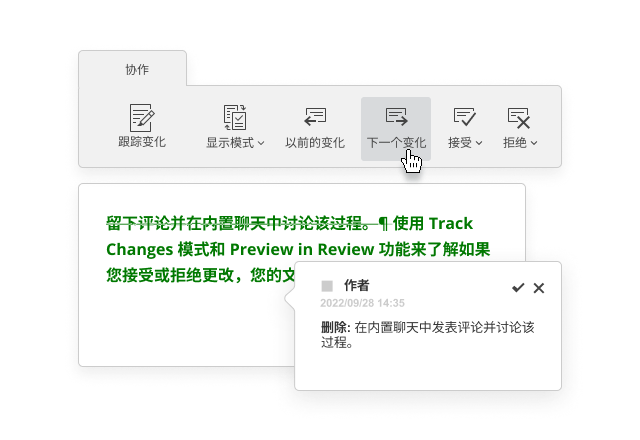 协作
跟踪变化
显示模式
以前的变化
下一个变化
接受
拒绝
留下评论并在内置聊天中讨论该过程。¶ 使用 Track
Changes 模式和 Preview in Review 功能来了解如果
您接受或拒绝更改，您的文
作者
2022/09/28 14:35
删除: 在内置聊天中发表评论并讨论该
过程。